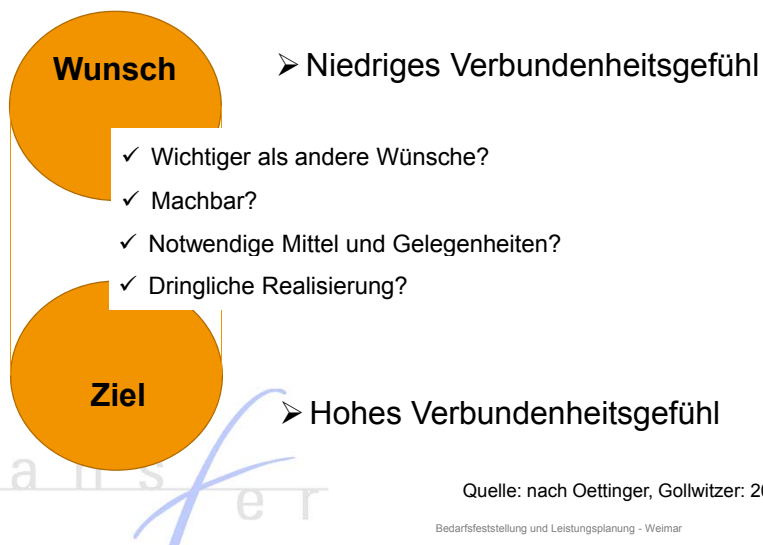 Wunsch
➢ Niedriges Verbundenheitsgefühl
✓ Wichtiger als andere Wünsche?
✓ Machbar?
✓ Notwendige Mittel und Gelegenheiten?
✓ Dringliche Realisierung?
Ziel
➢ Hohes Verbundenheitsgefühl
Quelle: nach Oettinger, Gollwitzer:
Bedarfsfeststellung und Leistungsplanung - Weimar